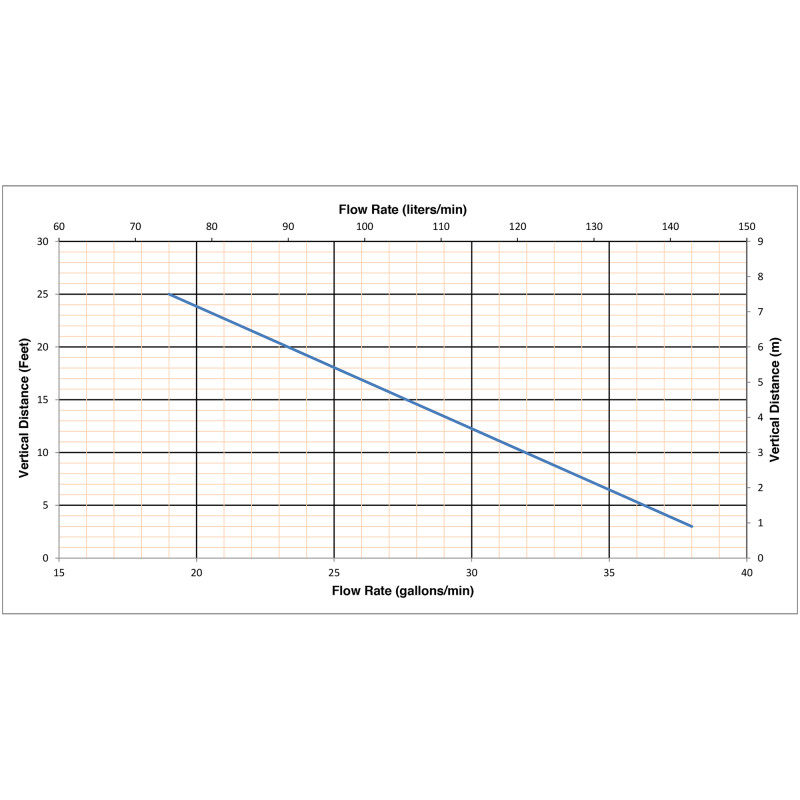 Flow Rate (liters/min)
60 70 80 90 100 110 120 130 140 150
30 9
8
25
7
20 6
5
15
4
10 3
2
5
1
0 0
15 20 25 30 35 40
Flow Rate (gallons/min)
Vertical Distance (Feet)
Vertical Distance (m)